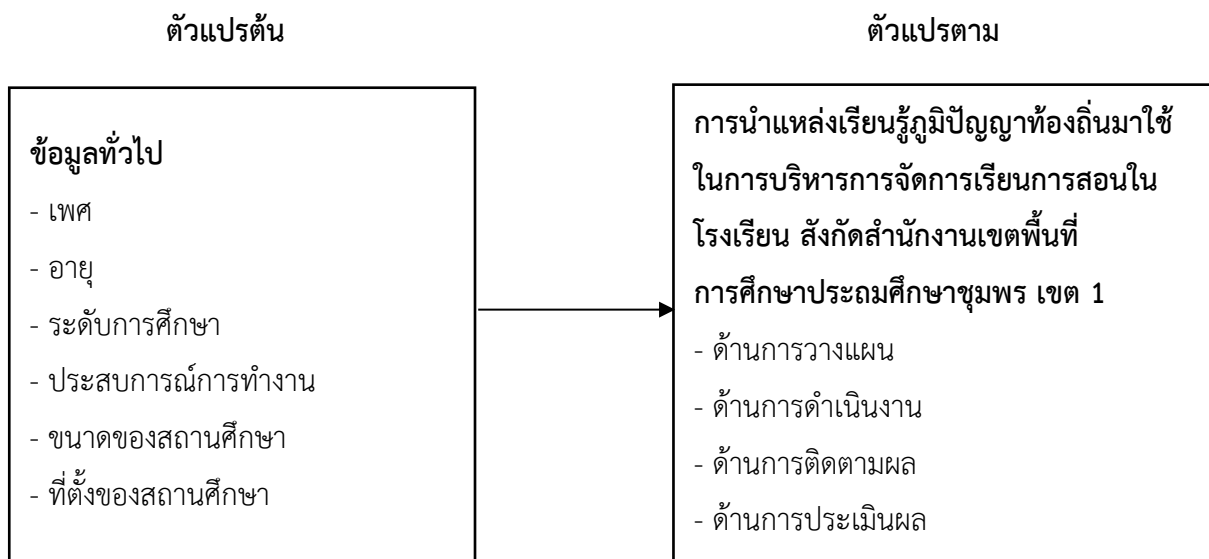 ตัวแปรต้น
ตัวแปรตาม
ข้อมูลทั่วไป
- เพศ
- อายุ
- ระดับการศึกษา
- ประสบการณ์การทำงาน
- ขนาดของสถานศึกษา
- ที่ตั้งของสถานศึกษา
การนำแหล่งเรียนรู้ภูมิปัญญาท้องถิ่นมาใช้
ในการบริหารการจัดการเรียนการสอนใน
โรงเรียน สังกัดสำนักงานเขตพื้นที่
การศึกษาประถมศึกษาชุมพร เขต 1
- ด้านการวางแผน
- ด้านการดำเนินงาน
- ด้านการติดตามผล
- ด้านการประเมินผล